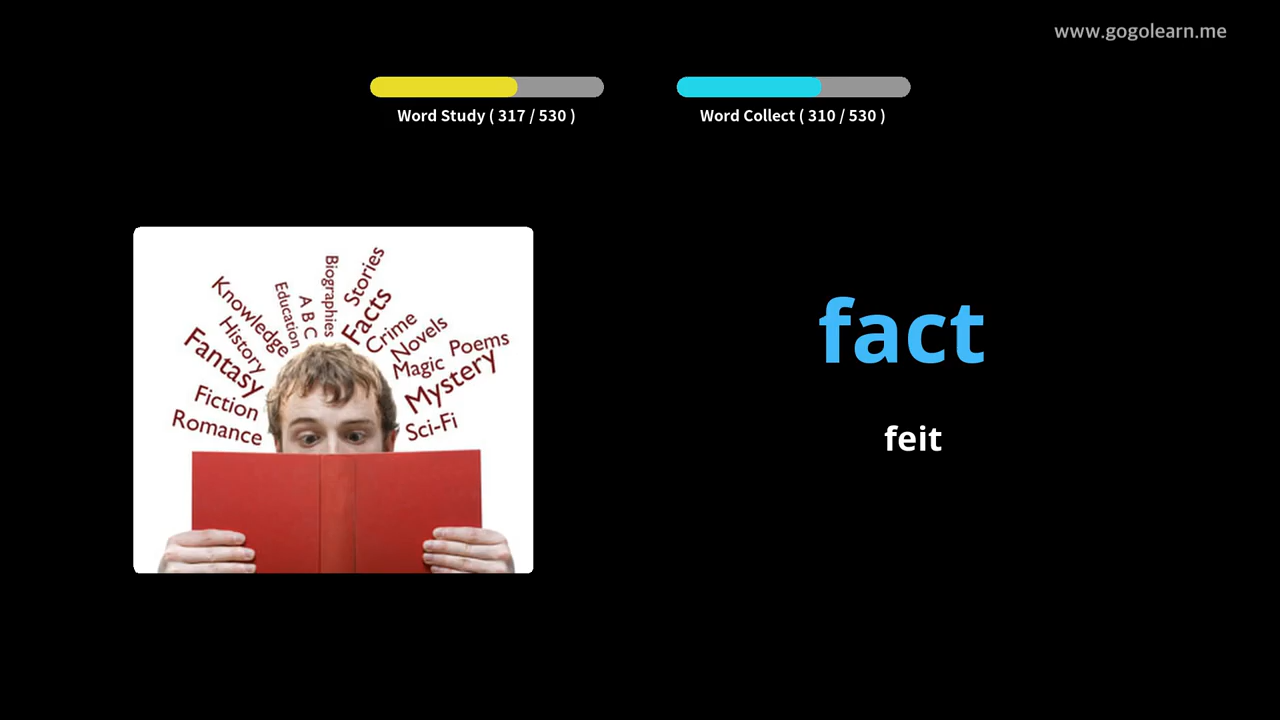 www.gogolearn.me
Word Study ( 317 / 530 )
Word Collect ( 310 / 530 )
Knowledge
Education
A B C
Biographies
Stories
Facts
Crime
Novels
Poems
Magic
Mystery
Sci-Fi
History
Fantasy
Fiction
Romance
fact
feit